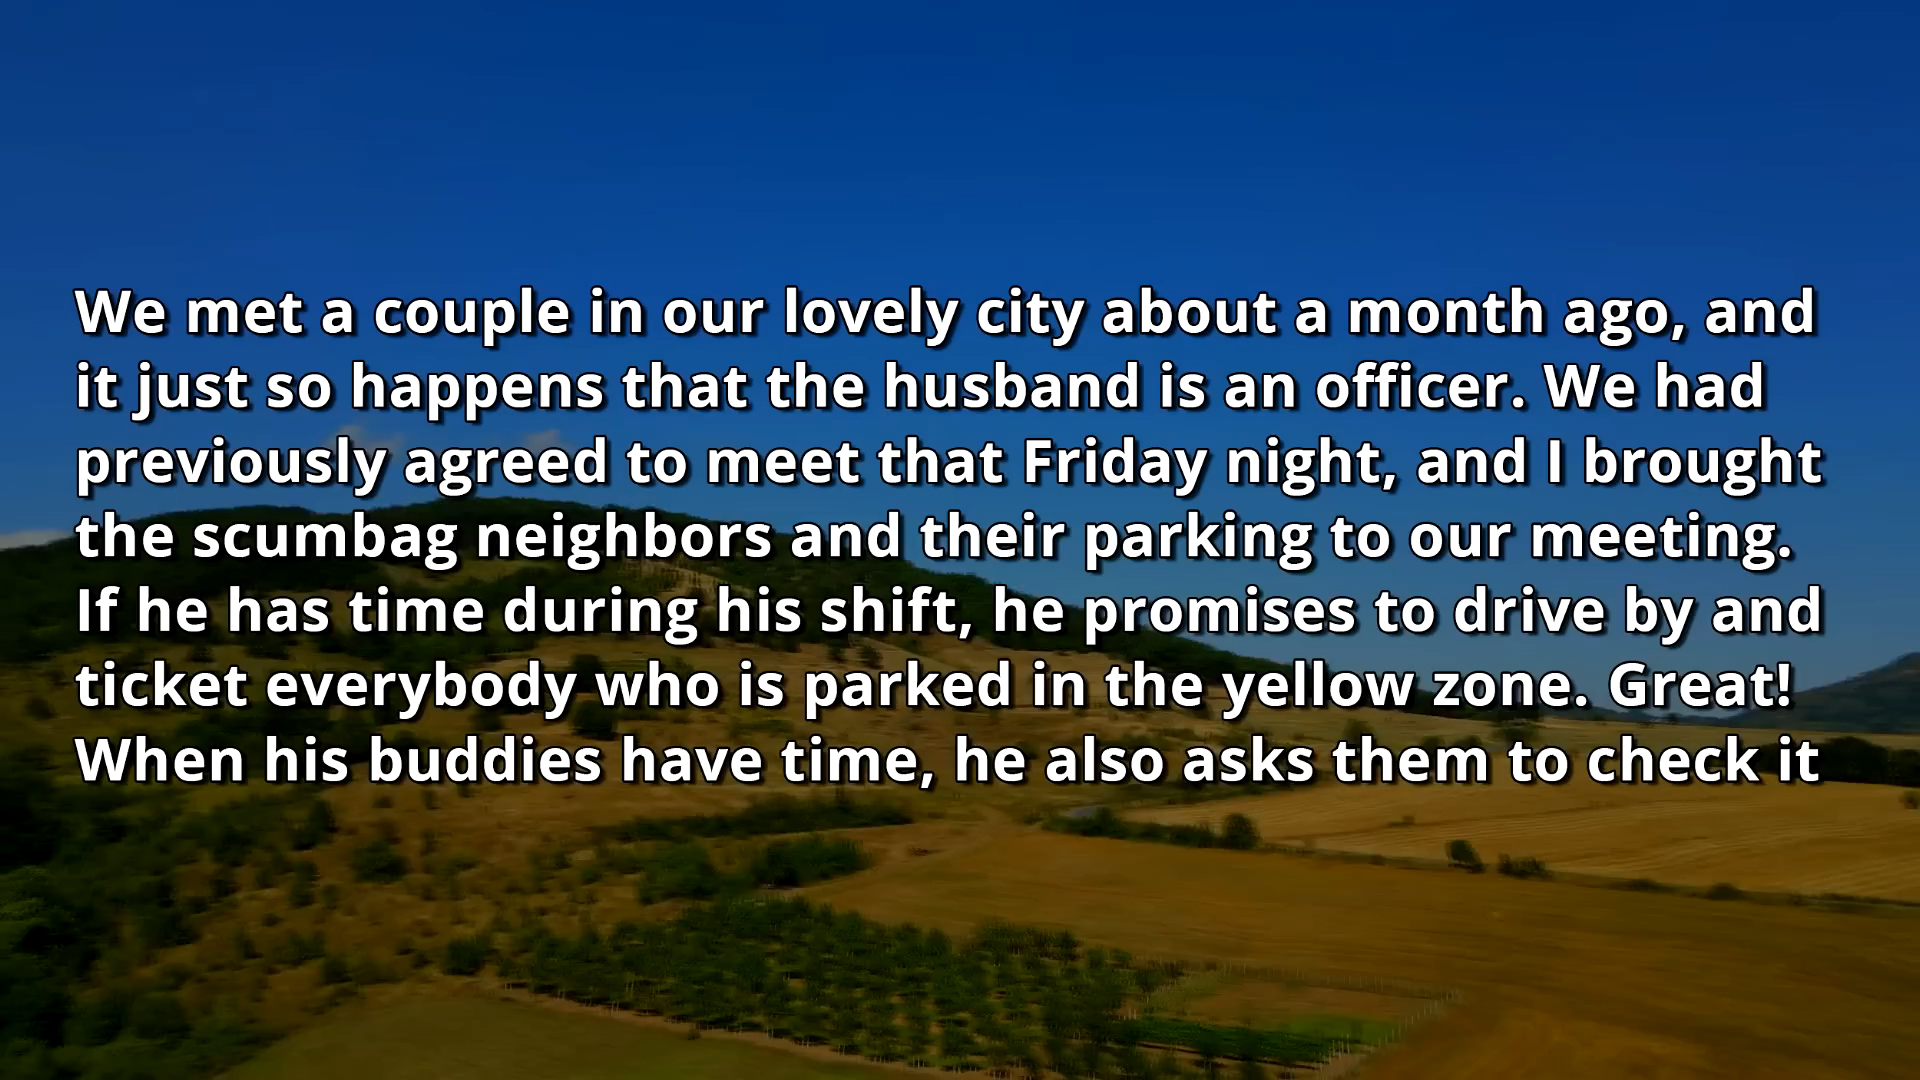 We met a couple in our lovely city about a month ago, and
it just so happens that the husband is an officer. We had
previously agreed to meet that Friday night, and I brought
the scumbag neighbors and their parking to our meeting.
If he has time during his shift, he promises to drive by and
ticket everybody who is parked in the yellow zone. Great!
When his buddies have time, he also asks them to check it